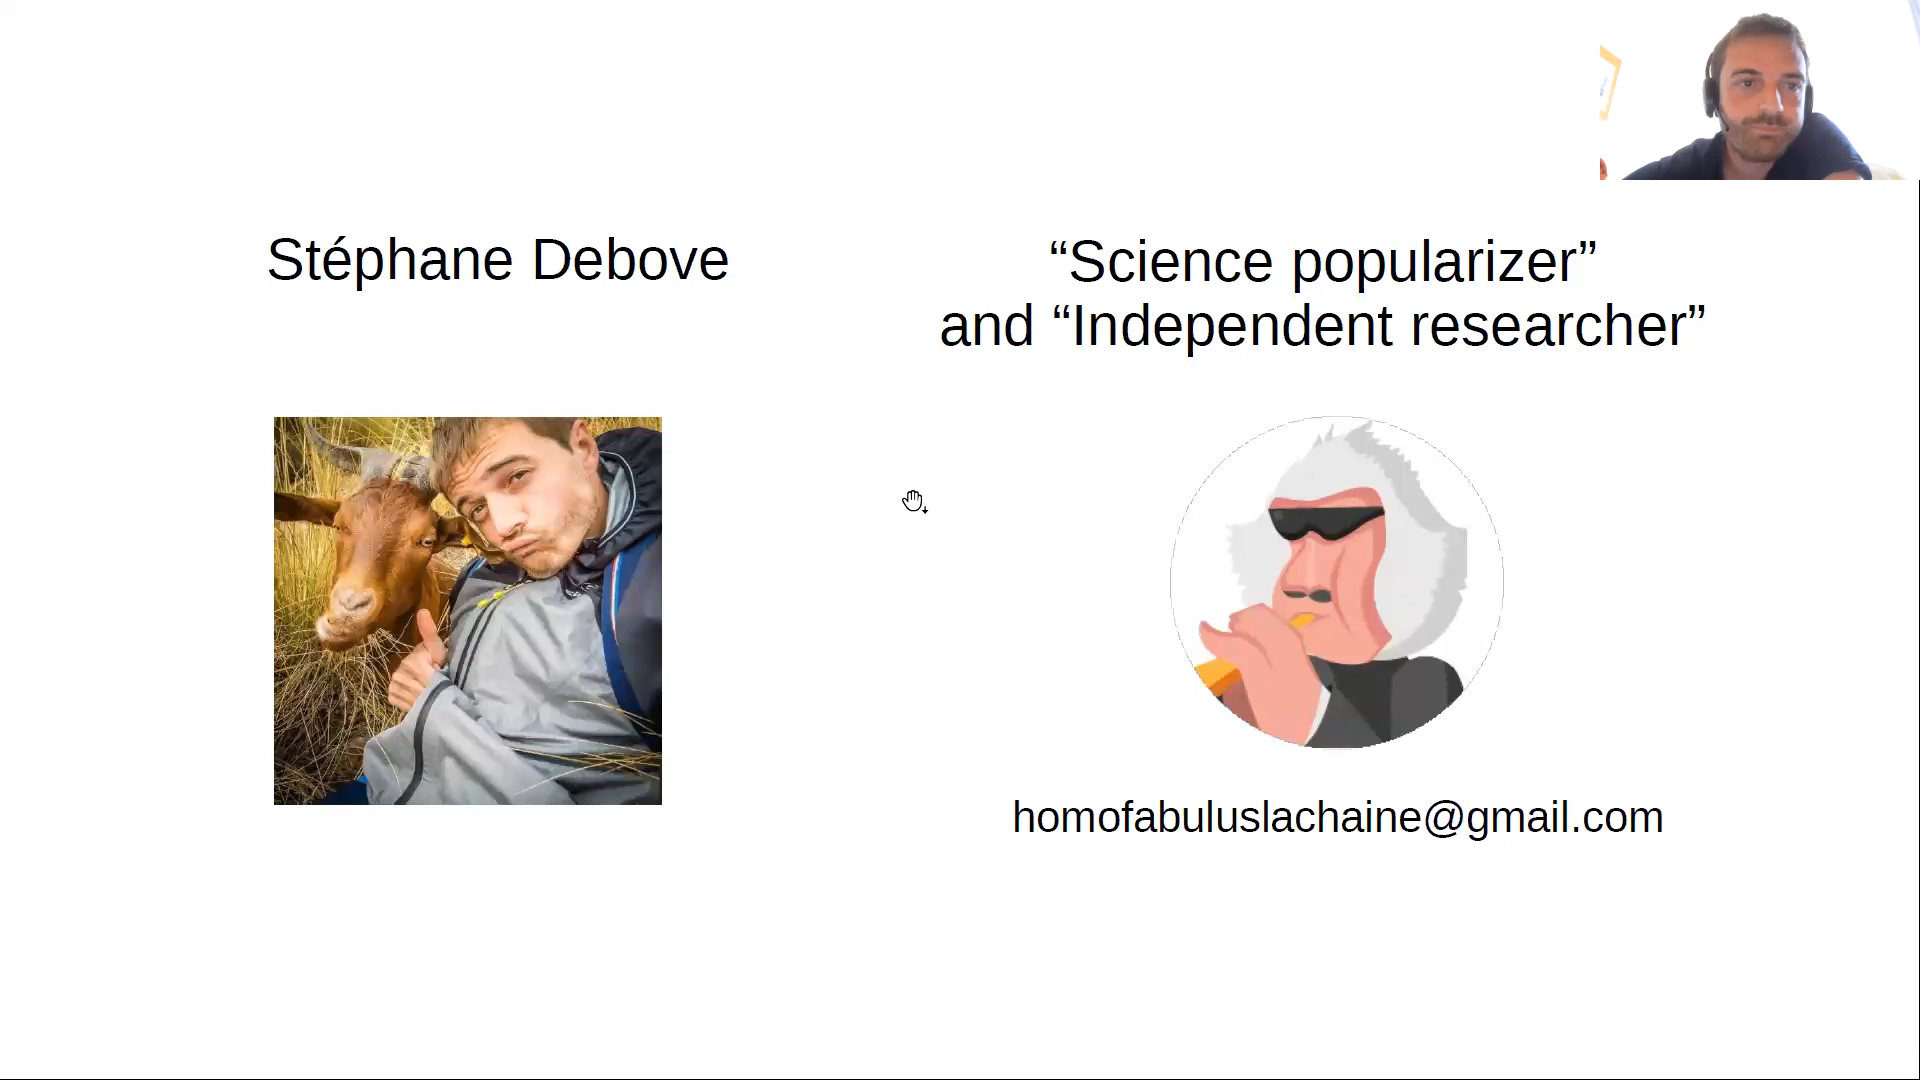 Stéphane Debove
“Science popularizer”
and “Independent researcher”
homofabuluslachaine@gmail.com